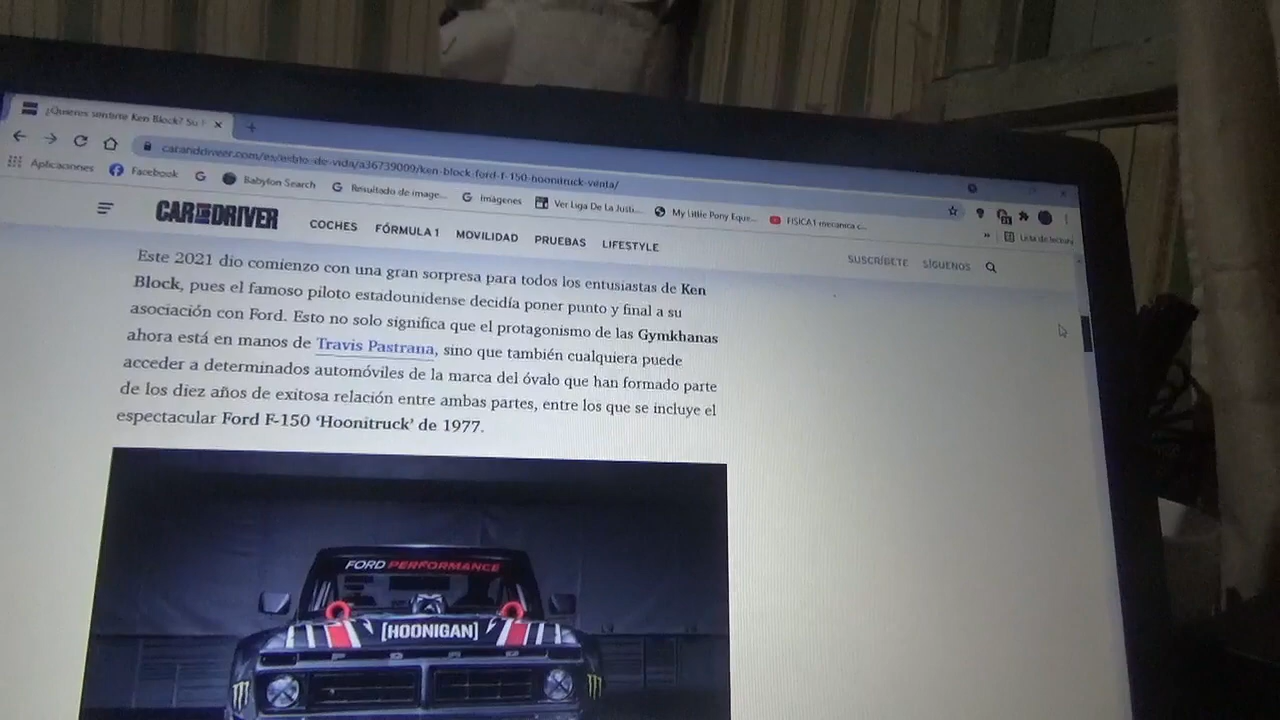 ¿Quieres sentirte Ken Block? Su
caranddriver.com/es/estilo-de-vida/a36739009/ken-block-ford-f-150-hoonitruck-venta/
Aplicaciones Facebook Babylon Search Resultado de image... Imágenes Ver Liga De La Justi... My Little Pony Eque... FISICA1 mecanica c... Lista de lectura
CAR AND DRIVER COCHES FÓRMULA 1 MOVILIDAD PRUEBAS LIFESTYLE SUSCRÍBETE SÍGUENOS
Este 2021 dio comienzo con una gran sorpresa para todos los entusiastas de Ken
Block, pues el famoso piloto estadounidense decidía poner punto y final a su
asociación con Ford. Esto no solo significa que el protagonismo de las Gymkhanas
ahora está en manos de Travis Pastrana, sino que también cualquiera puede
acceder a determinados automóviles de la marca del óvalo que han formado parte
de los diez años de exitosa relación entre ambas partes, entre los que se incluye el
espectacular Ford F-150 ‘Hoonitruck’ de 1977.
FORD PERFORMANCE
[HOONIGAN]
FORD